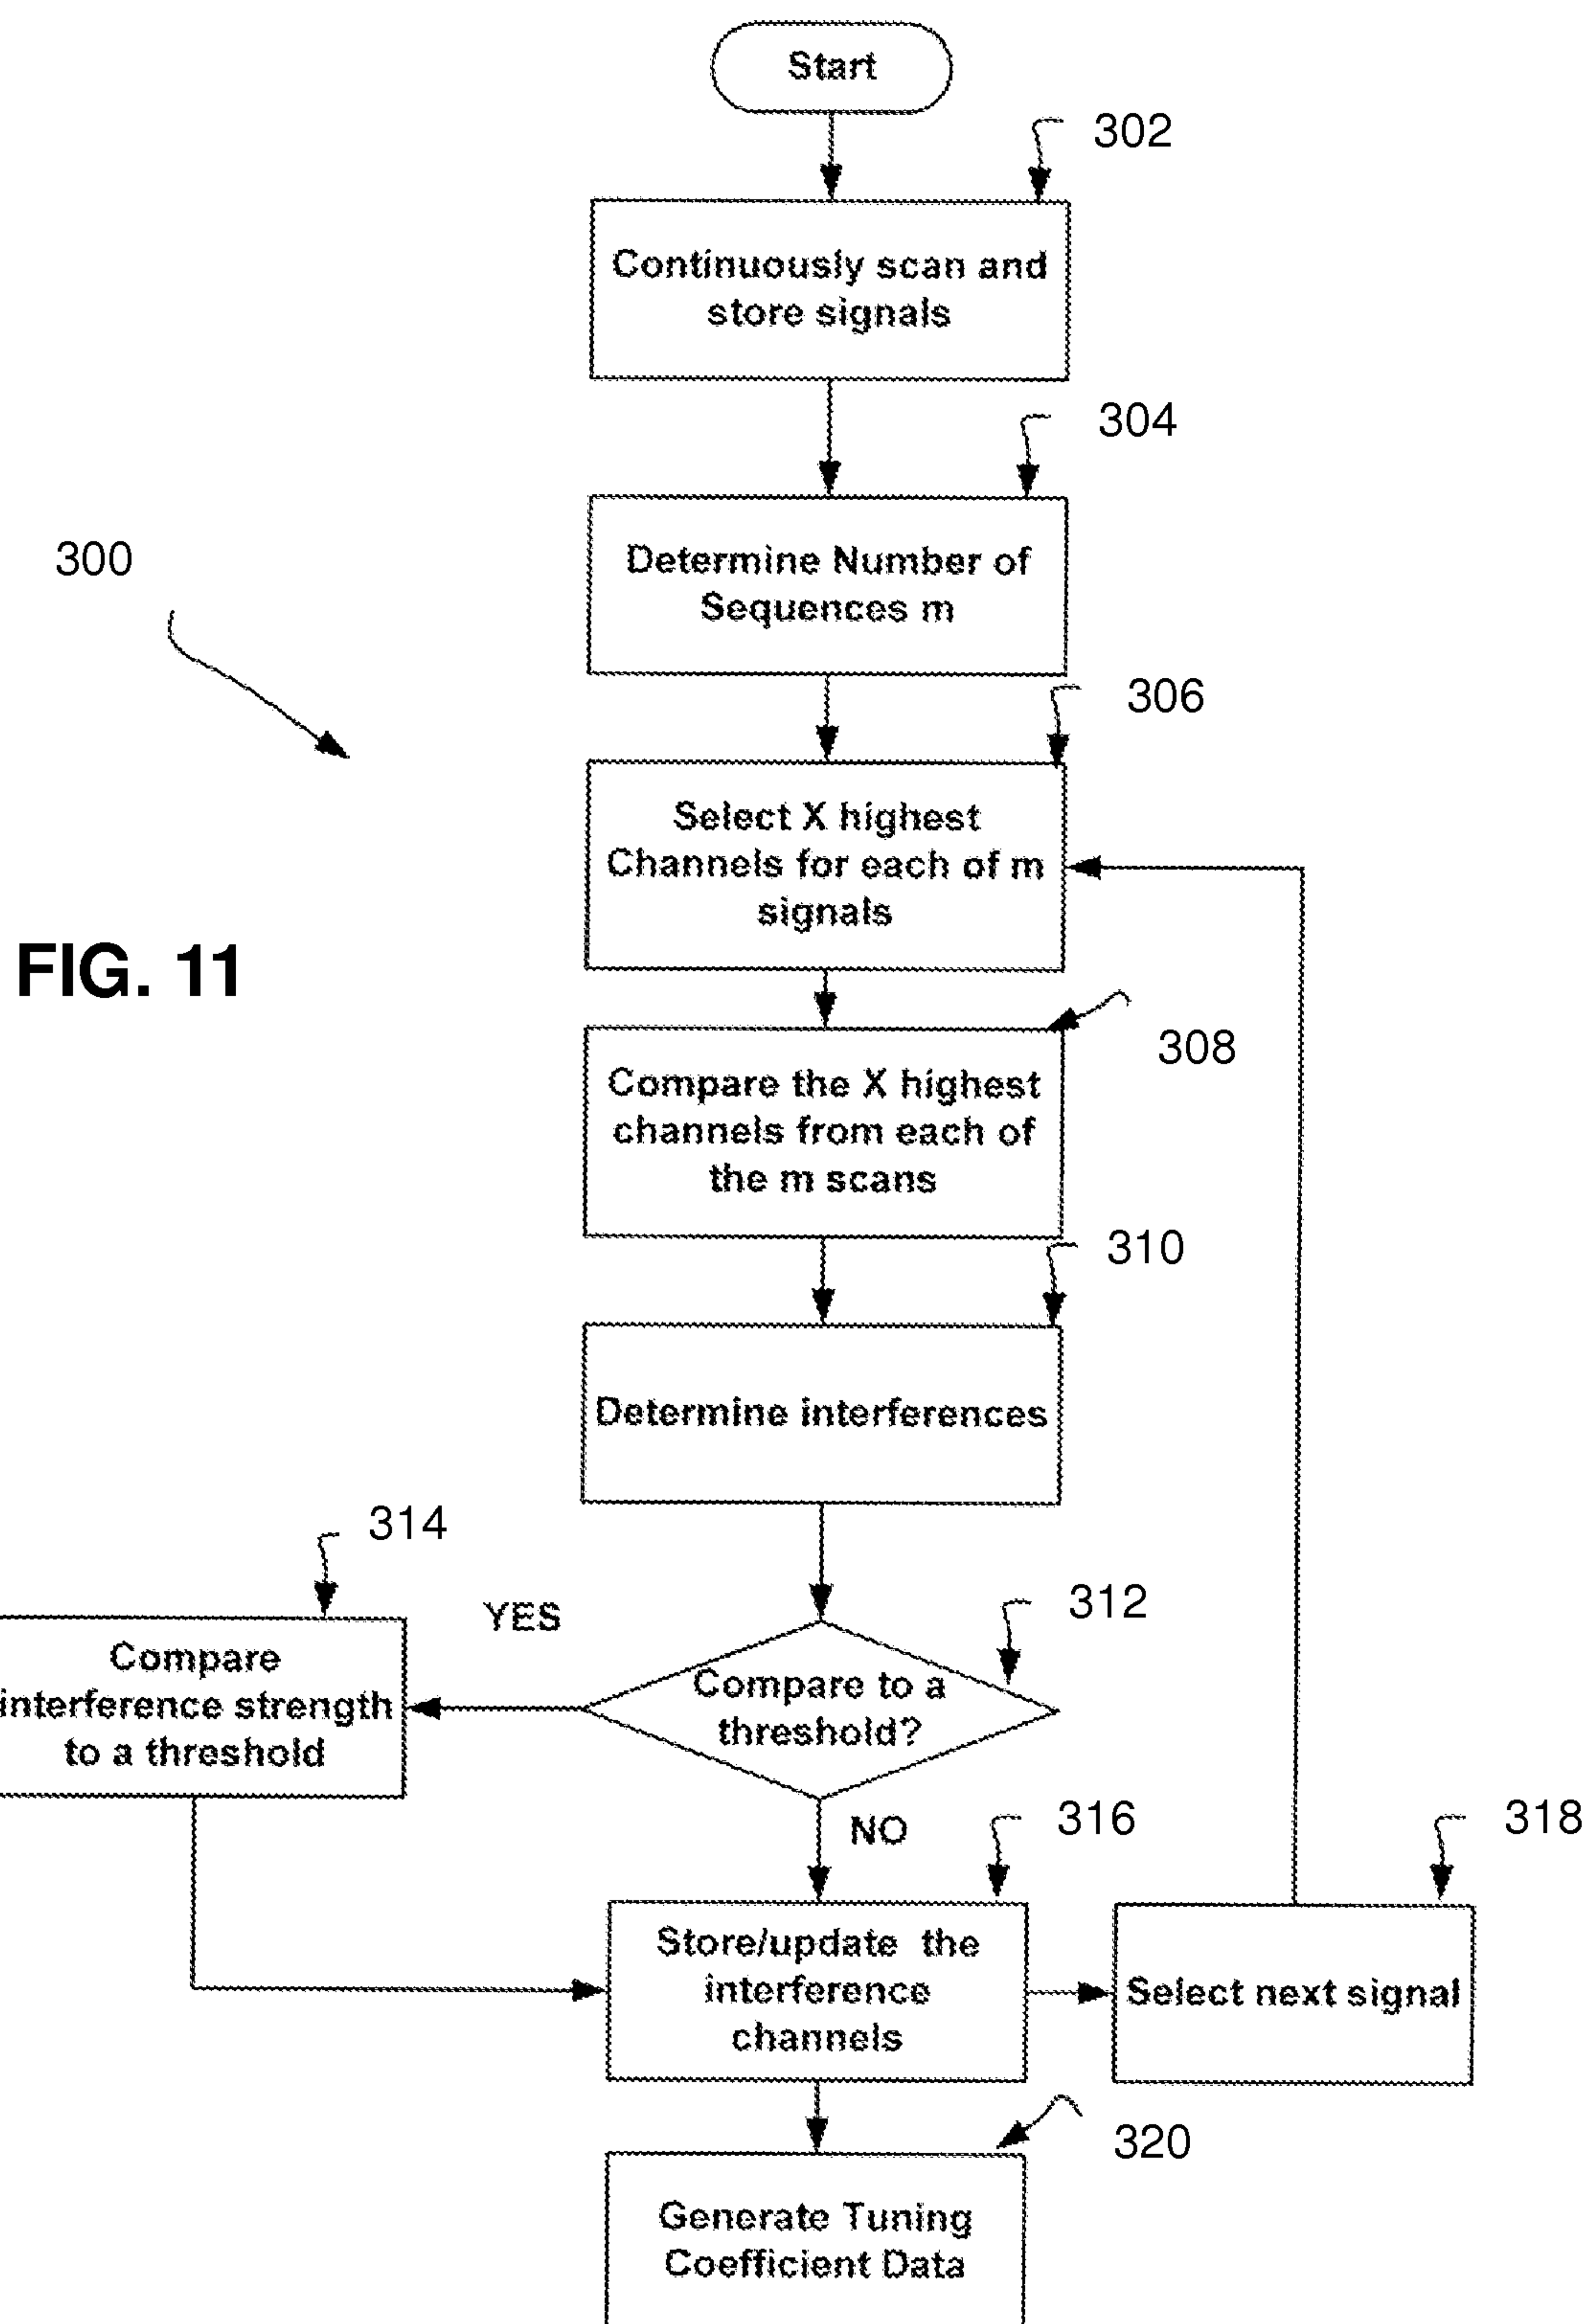 Start
302
Continuously scan and
store signals
304
Determine Number of
Sequences m
300
306
Select X highest
Channels for each of m
signals
FIG. 11
308
Compare the X highest
channels from each of
the m scans
310
Determine interferences
314
YES
312
Compare
interference strength
to a threshold
Compare to a
threshold?
NO
316
318
Store/update the
interference
channels
Select next signal
320
Generate Tuning
Coefficient Data